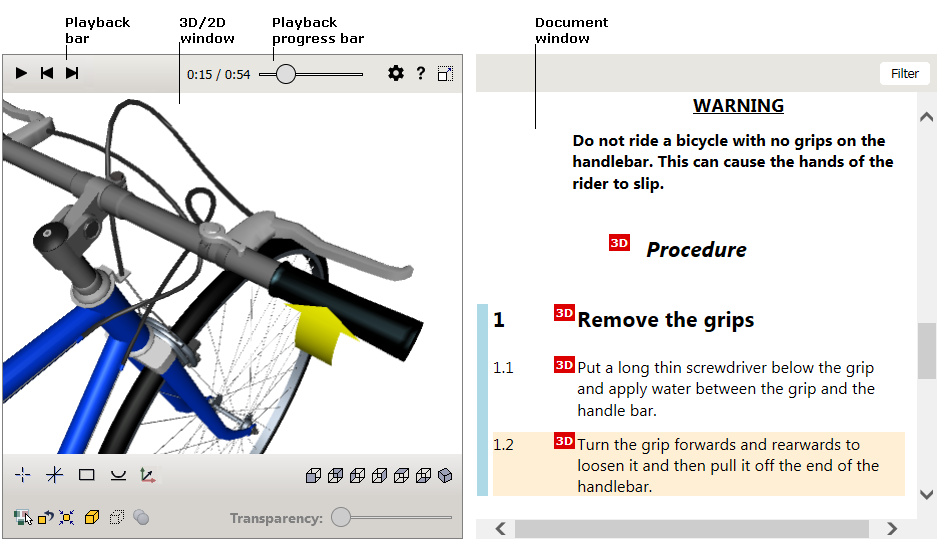 Playback
bar
3D/2D
window
Playback
progress bar
Document
window
0:15 / 0:54
?
Filter
WARNING
Do not ride a bicycle with no grips on the
handlebar. This can cause the hands of the
rider to slip.
3D Procedure
1 3D Remove the grips
1.1 3D Put a long thin screwdriver below the grip
and apply water between the grip and the
handle bar.
1.2 3D Turn the grip forwards and rearwards to
loosen it and then pull it off the end of the
handlebar.
Transparency: